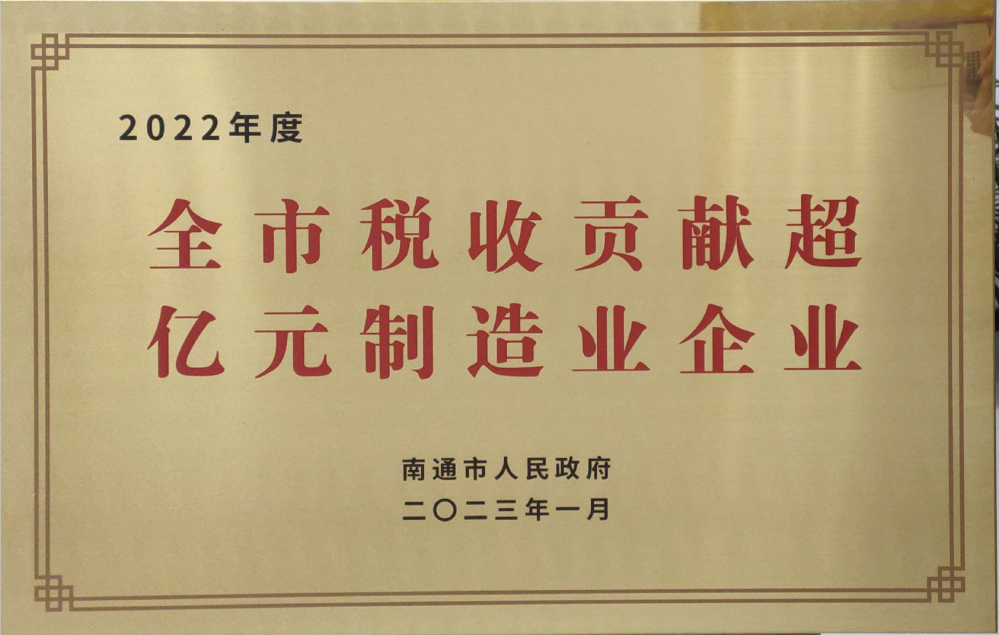 2022年度
全市税收贡献超
亿元制造业企业
南通市人民政府
二〇二三年一月